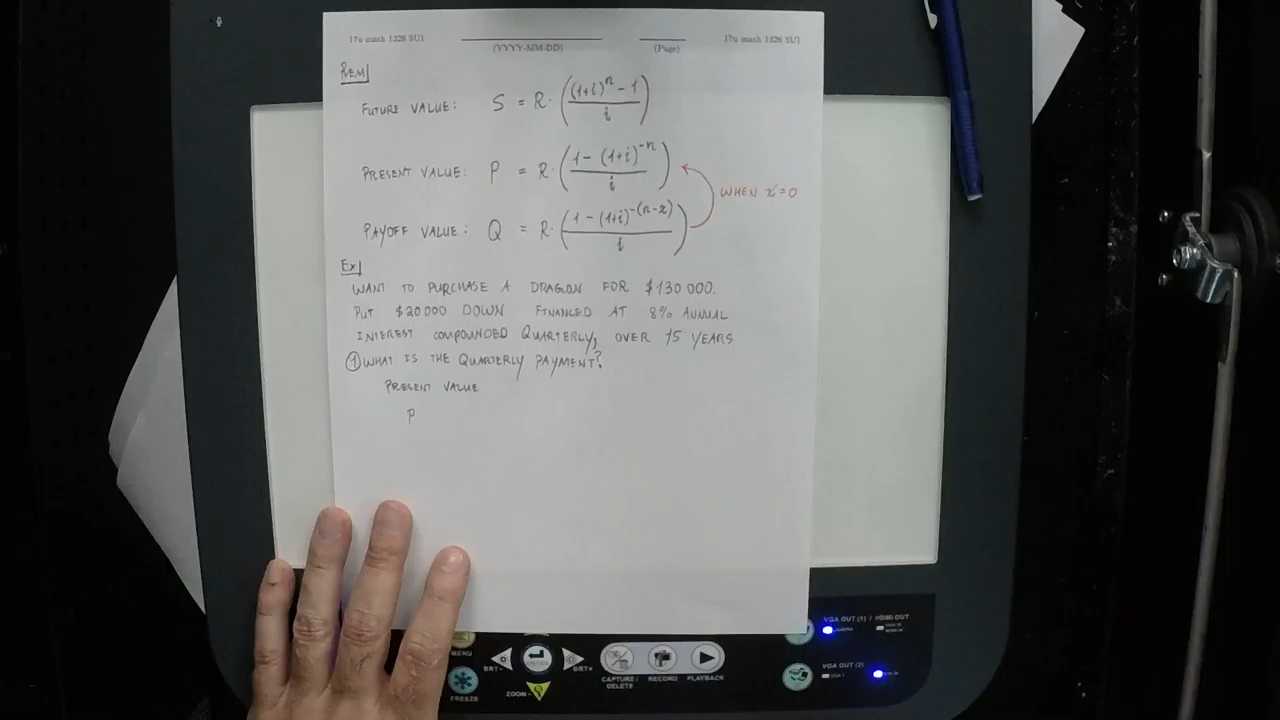 17u math 1326 SU1 (YYYY-MM-DD) (Page) 17u math 1326 SU1
REM
FUTURE VALUE: S = R · ( ((1+i)^n - 1) / i )
PRESENT VALUE: P = R · ( (1 - (1+i)^-n) / i )
WHEN x=0
PAYOFF VALUE: Q = R · ( (1 - (1+i)^-(n-x)) / i )
EX
WANT TO PURCHASE A DRAGON FOR $130 000.
PUT $20 000 DOWN. FINANCED AT 8% ANNUAL
INTEREST COMPOUNDED QUARTERLY, OVER 15 YEARS
① WHAT IS THE QUARTERLY PAYMENT?
PRESENT VALUE
P
VGA OUT (1) / HDMI OUT
VGA OUT (2)
MENU
BRT-
ENTER
BRT+
FREEZE
ZOOM
CAPTURE/
DELETE
RECORD
PLAYBACK